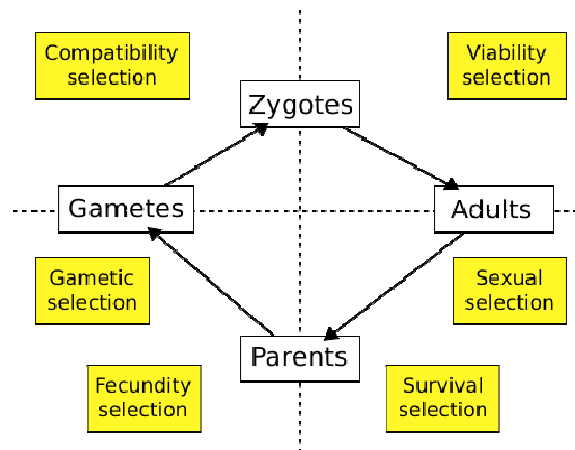 Compatibility
selection
Viability
selection
Zygotes
Gametes
Adults
Gametic
selection
Sexual
selection
Parents
Fecundity
selection
Survival
selection